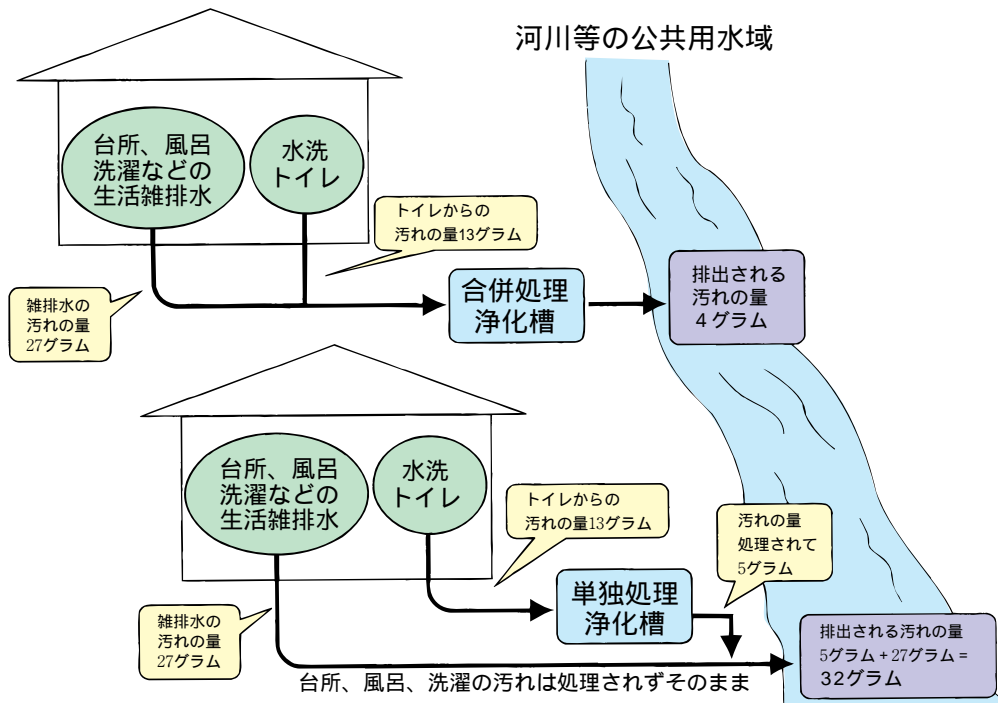 河川等の公共用水域
台所、風呂
洗濯などの
生活雑排水
水洗
トイレ
トイレからの
汚れの量13グラム
雑排水の
汚れの量
27グラム
合併処理
浄化槽
排出される
汚れの量
4グラム
台所、風呂
洗濯などの
生活雑排水
水洗
トイレ
トイレからの
汚れの量13グラム
汚れの量
処理されて
5グラム
雑排水の
汚れの量
27グラム
単独処理
浄化槽
排出される汚れの量
5グラム+27グラム=
32グラム
台所、風呂、洗濯の汚れは処理されずそのまま